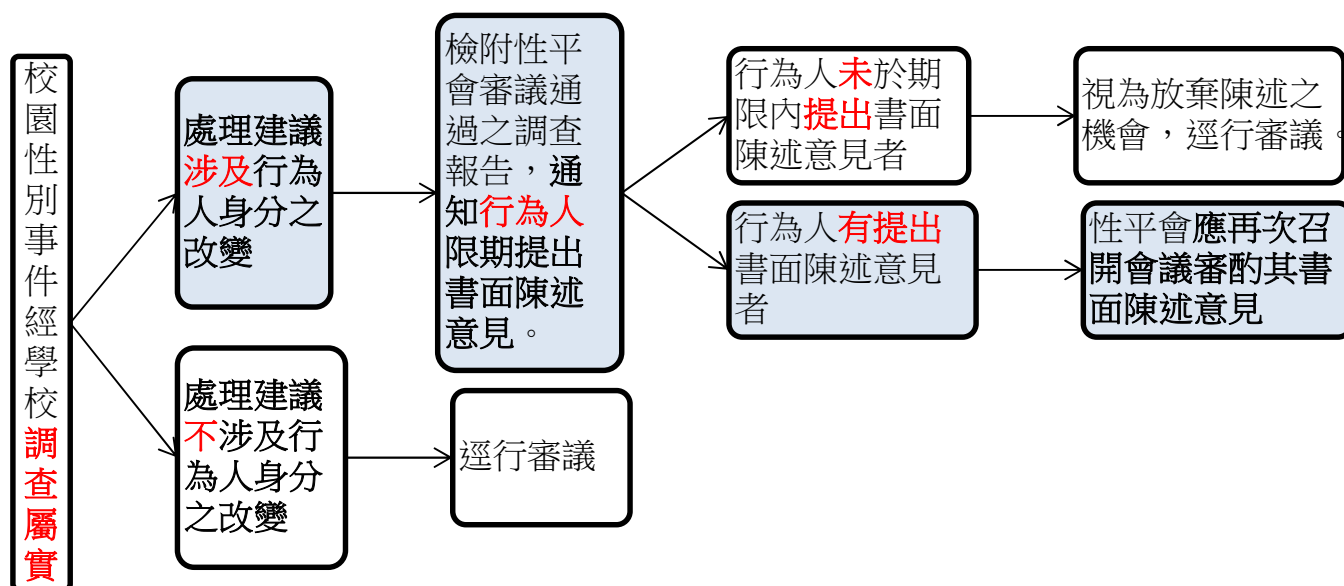 校
園
性
別
事
件
經
學
校
調
查
屬
實
處理建議
涉及行為
人身分之
改變
檢附性平
會審議通
過之調查
報告，通
知行為人
限期提出
書面陳述
意見。
行為人未於期
限內提出書面
陳述意見者
視為放棄陳述之
機會，逕行審議。
行為人有提出
書面陳述意見
者
性平會應再次召
開會議審酌其書
面陳述意見
處理建議
不涉及行
為人身分
之改變
逕行審議